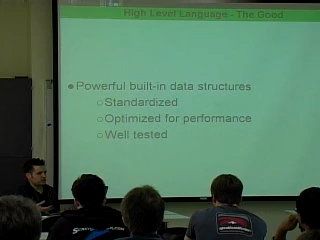 High Level Language - The Good
●Powerful built-in data structures
○Standardized
○Optimized for performance
○Well tested